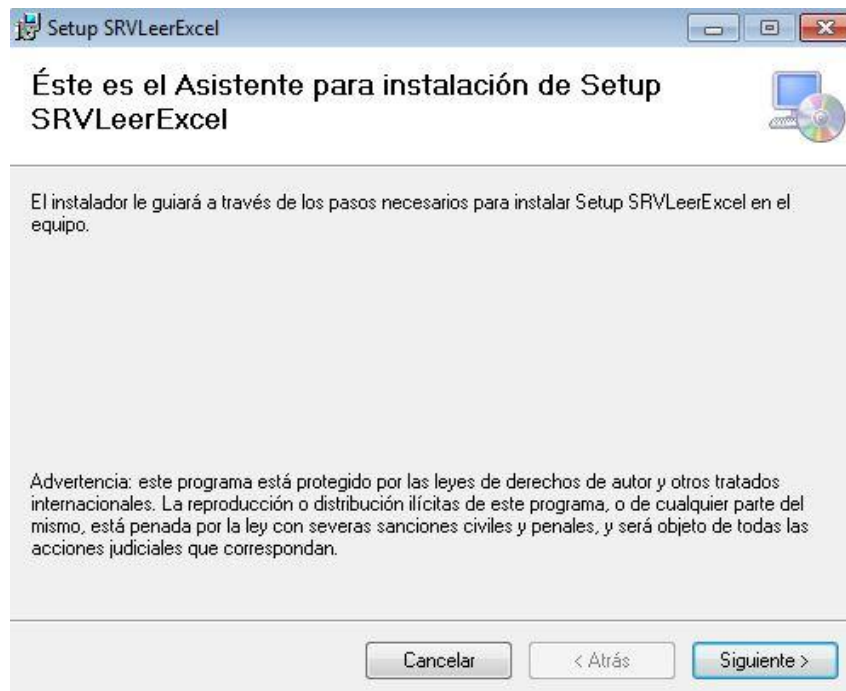 Setup SRVLeerExcel
Éste es el Asistente para instalación de Setup
SRVLeerExcel
El instalador le guiará a través de los pasos necesarios para instalar Setup SRVLeerExcel en el
equipo.
Advertencia: este programa está protegido por las leyes de derechos de autor y otros tratados
internacionales. La reproducción o distribución ilícitas de este programa, o de cualquier parte del
mismo, está penada por la ley con severas sanciones civiles y penales, y será objeto de todas las
acciones judiciales que correspondan.
Cancelar
< Atrás
Siguiente >